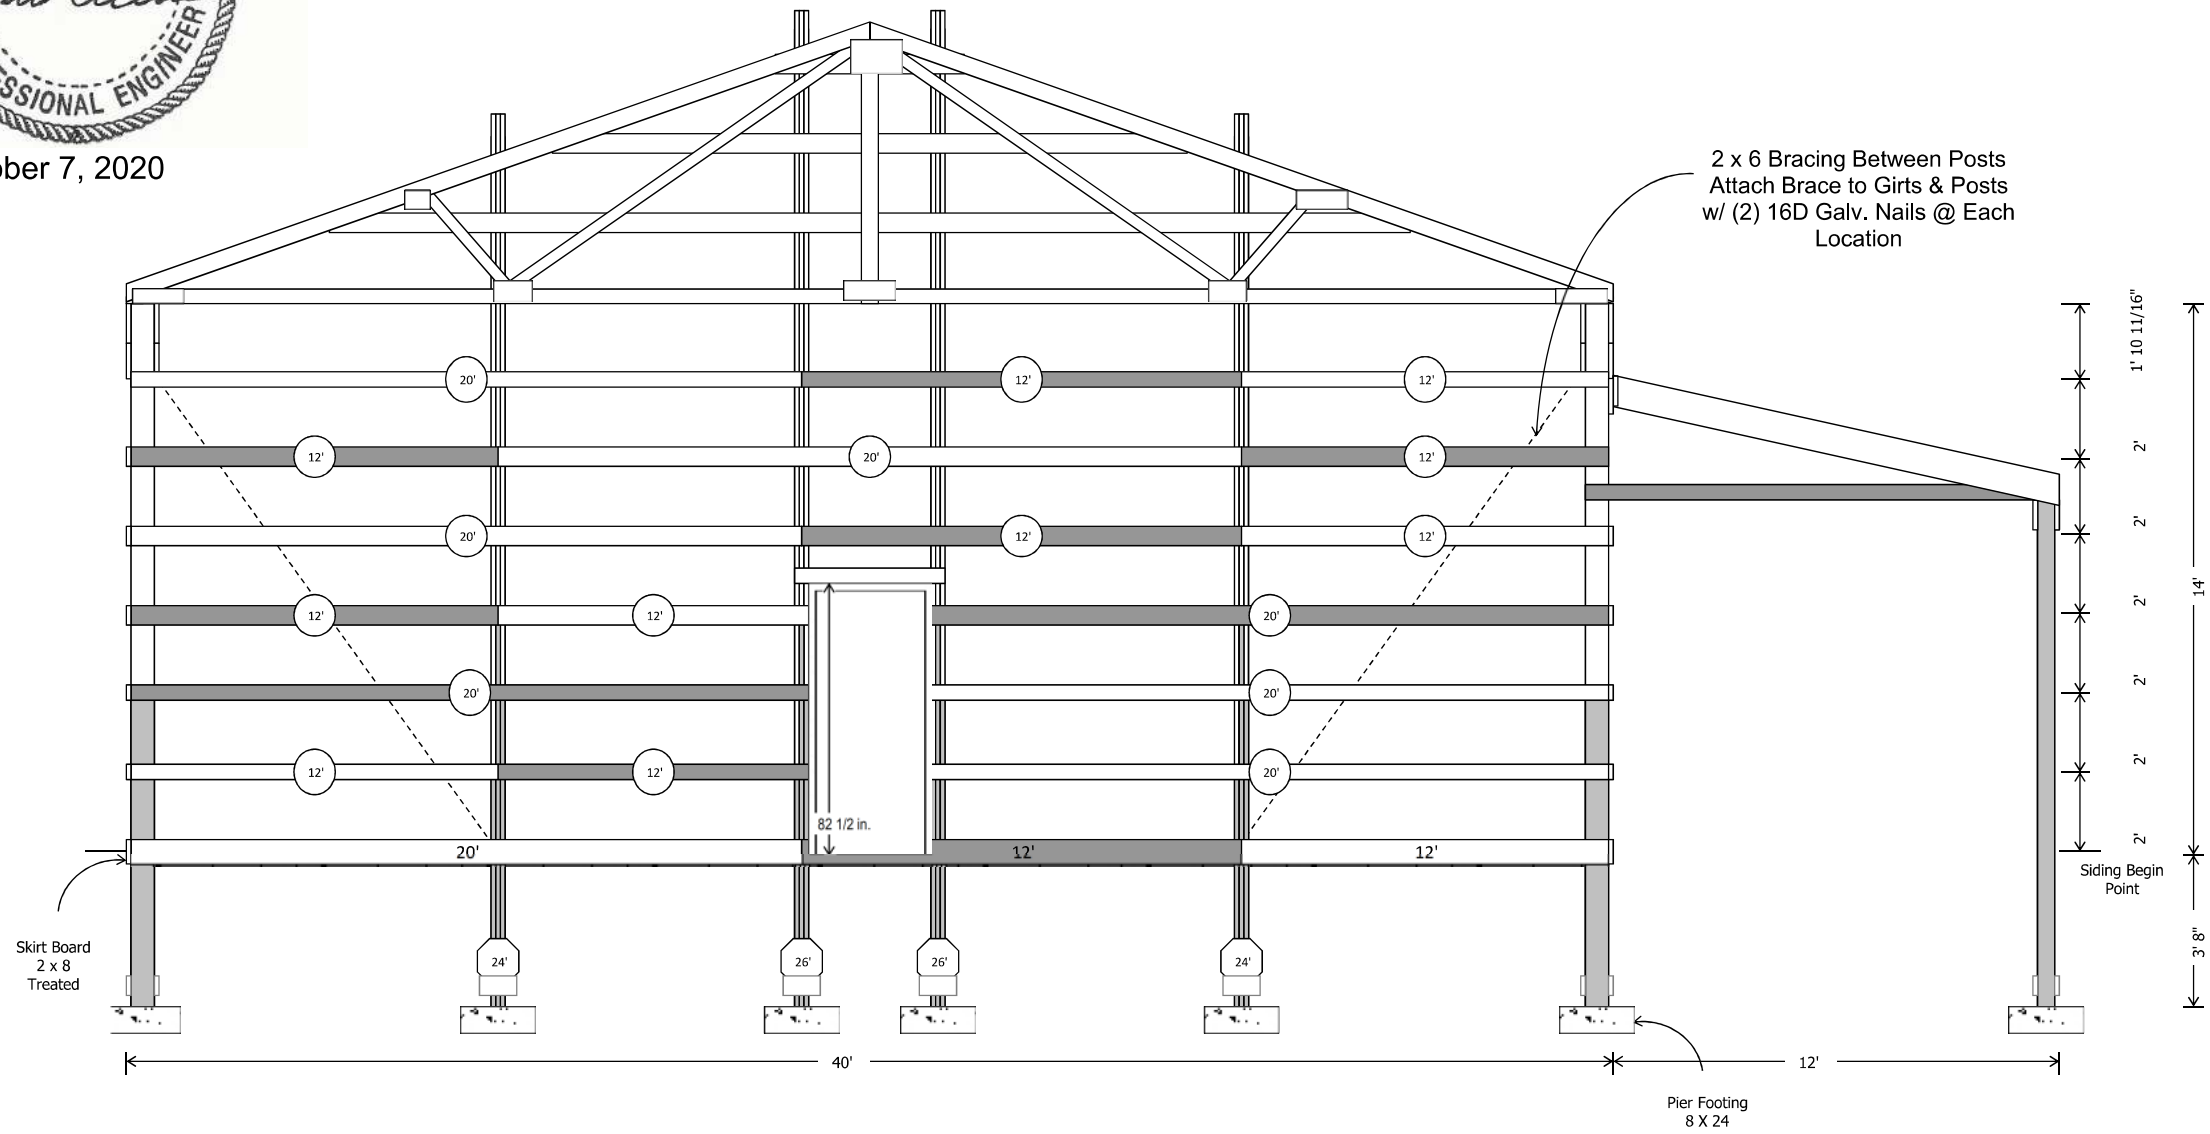 SSIONAL ENGINEER
ber 7, 2020
2 x 6 Bracing Between Posts
Attach Brace to Girts & Posts
w/ (2) 16D Galv. Nails @ Each
Location
1' 10 11/16"
20' 12' 12'
12' 20' 12'
2'
2'
20' 12' 12'
14'
2'
12' 12' 20'
2'
20' 20'
2'
12' 12' 20'
82 1/2 in.
2'
20' 12' 12'
Siding Begin
Point
Skirt Board
2 x 8
Treated
3' 8"
24' 26' 26' 24'
40' 12'
Pier Footing
8 X 24